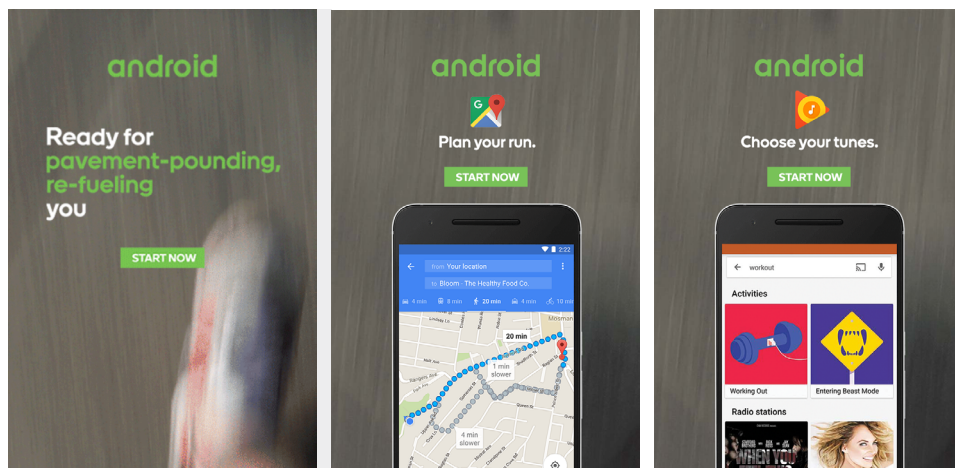 android
Ready for
pavement-pounding,
re-fueling
you
START NOW
android
G
Plan your run.
START NOW
2:22
from Your location
to Bloom - The Healthy Food Co.
4 min
8 min
20 min
4 min
10 min
Mosman
20 min
1 min
slower
4 min
slower
android
Choose your tunes.
START NOW
workout
Activities
Working Out
Entering Beast Mode
Radio stations
WHEN YOU